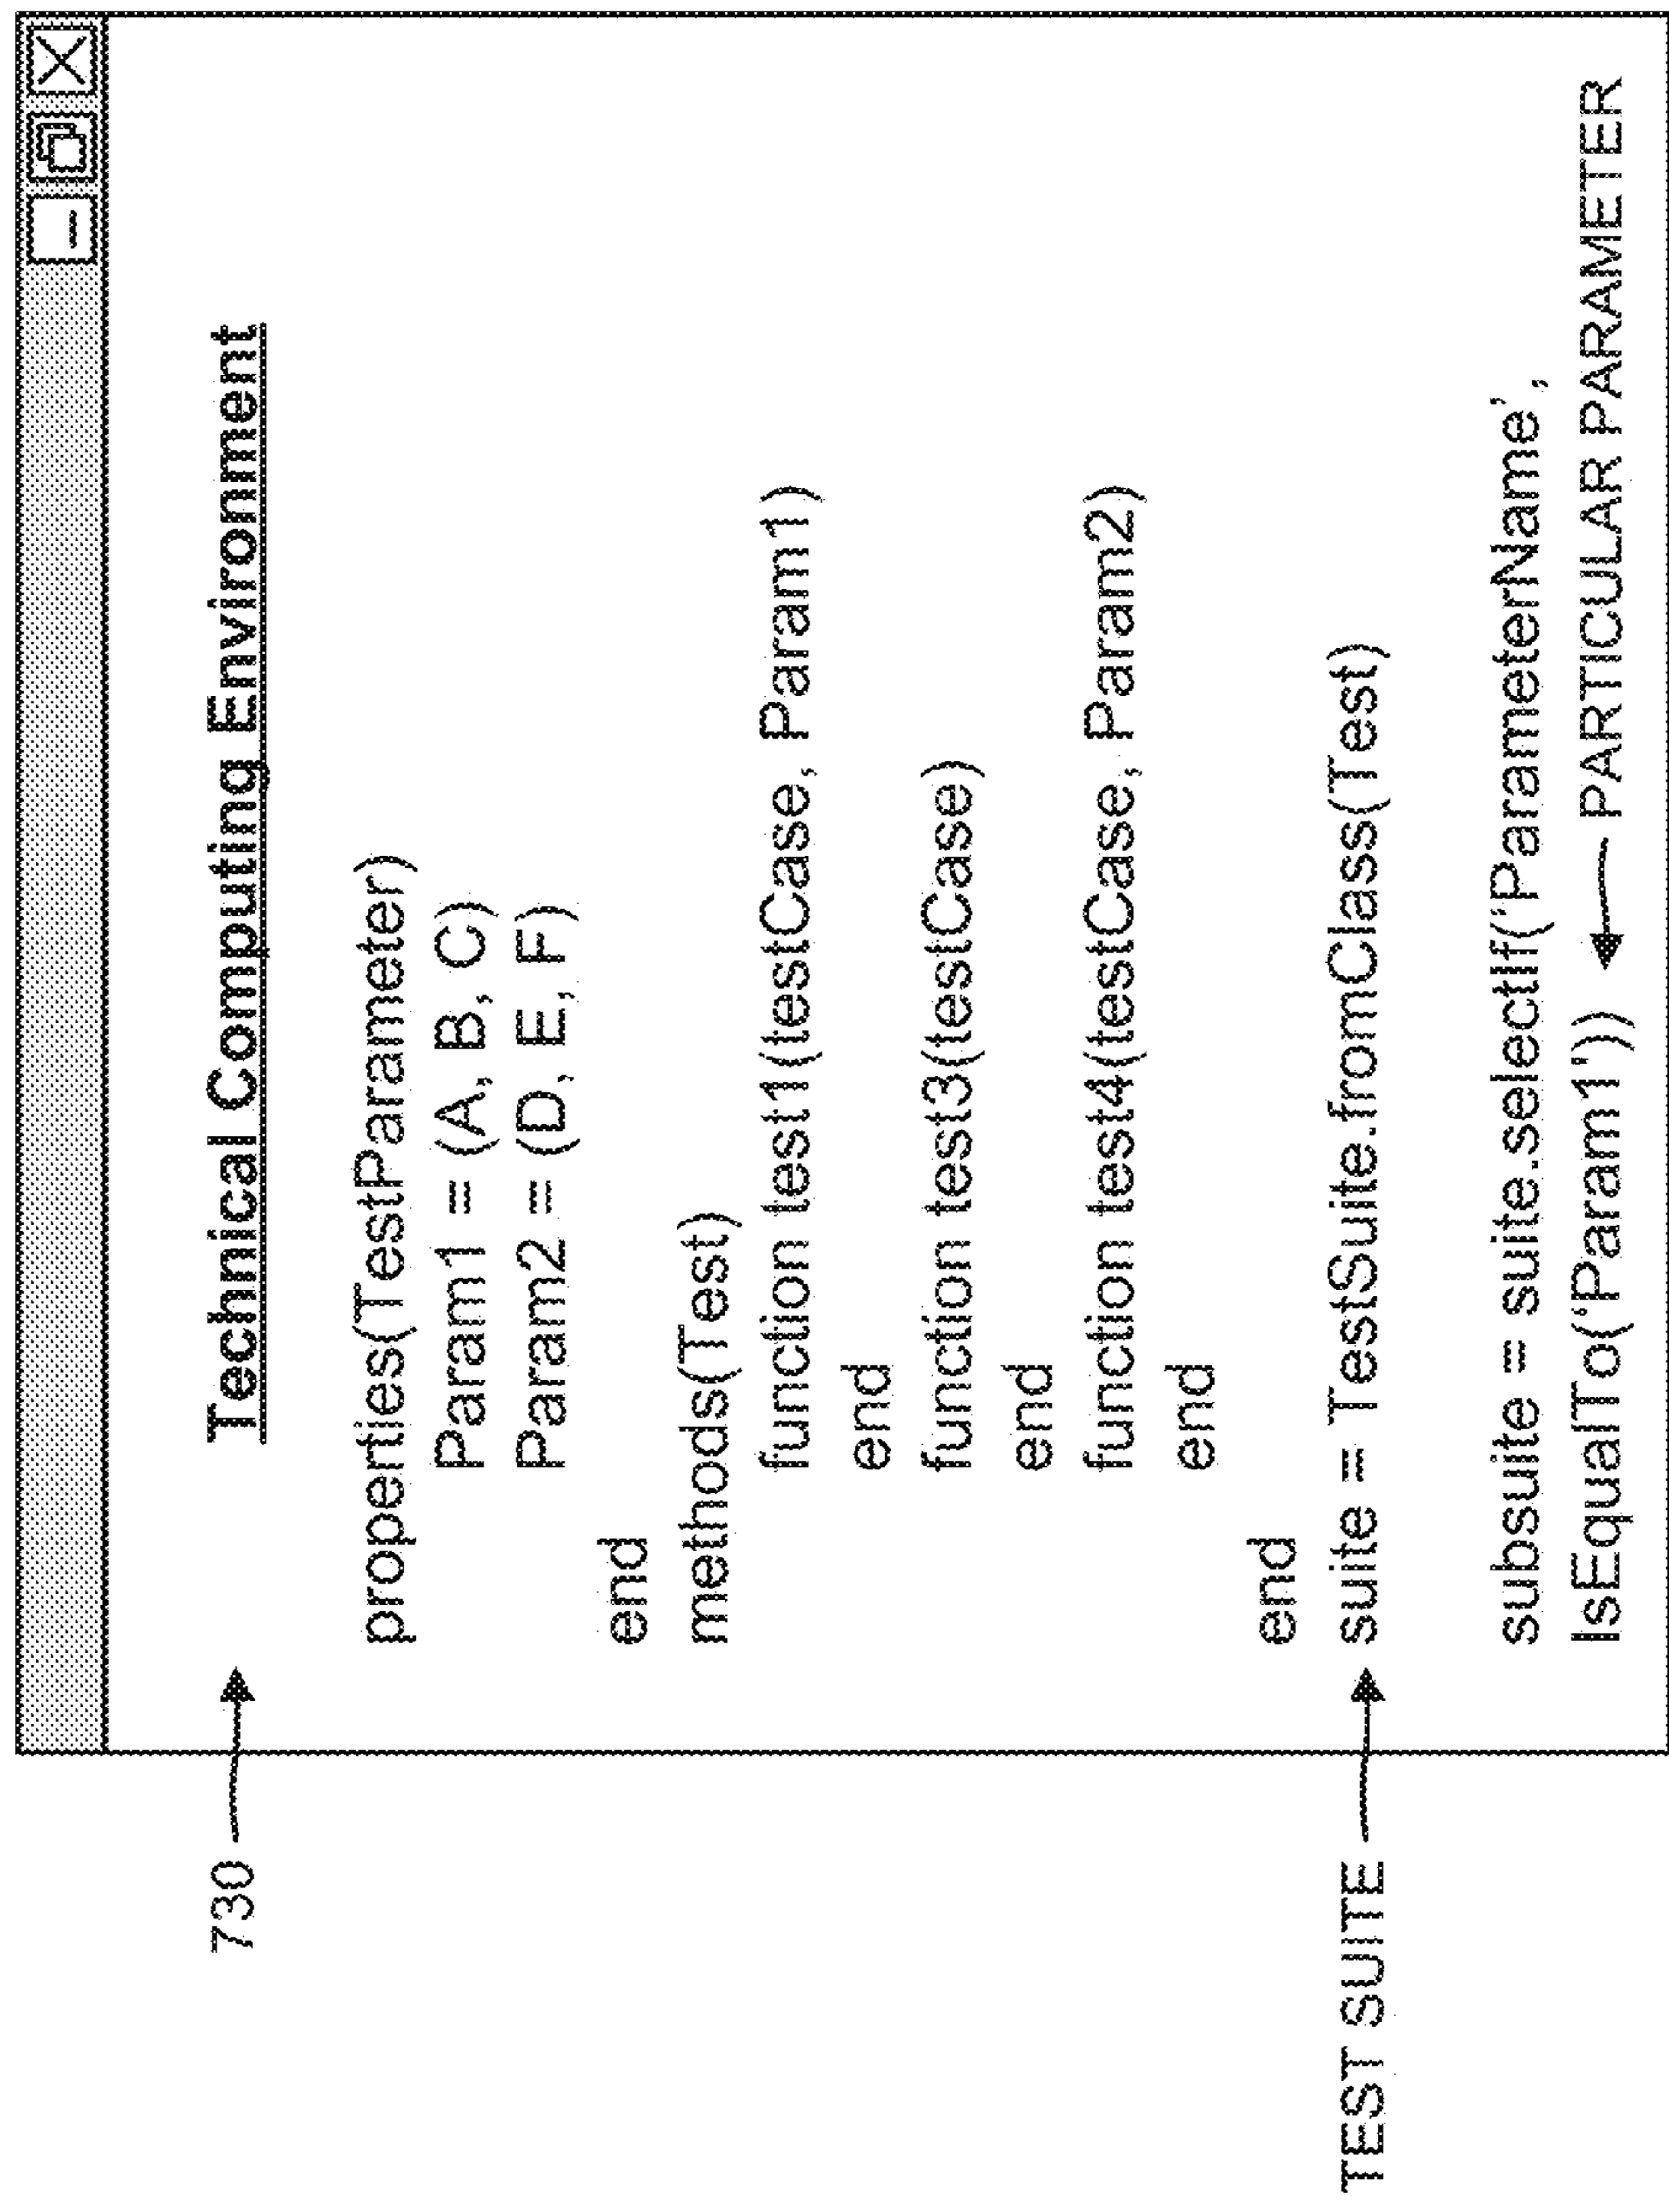 730
Technical Computing Environment
properties(TestParameter)
Param1 = (A, B, C)
Param2 = (D, E, F)
end
methods(Test)
function test1(testCase, Param1)
end
function test3(testCase)
end
function test4(testCase, Param2)
end
end
TEST SUITE
suite = TestSuite.fromClass(Test)
subsuite = suite.selectIf(‘ParameterName’,
IsEqualTo(‘Param1’))
PARTICULAR PARAMETER